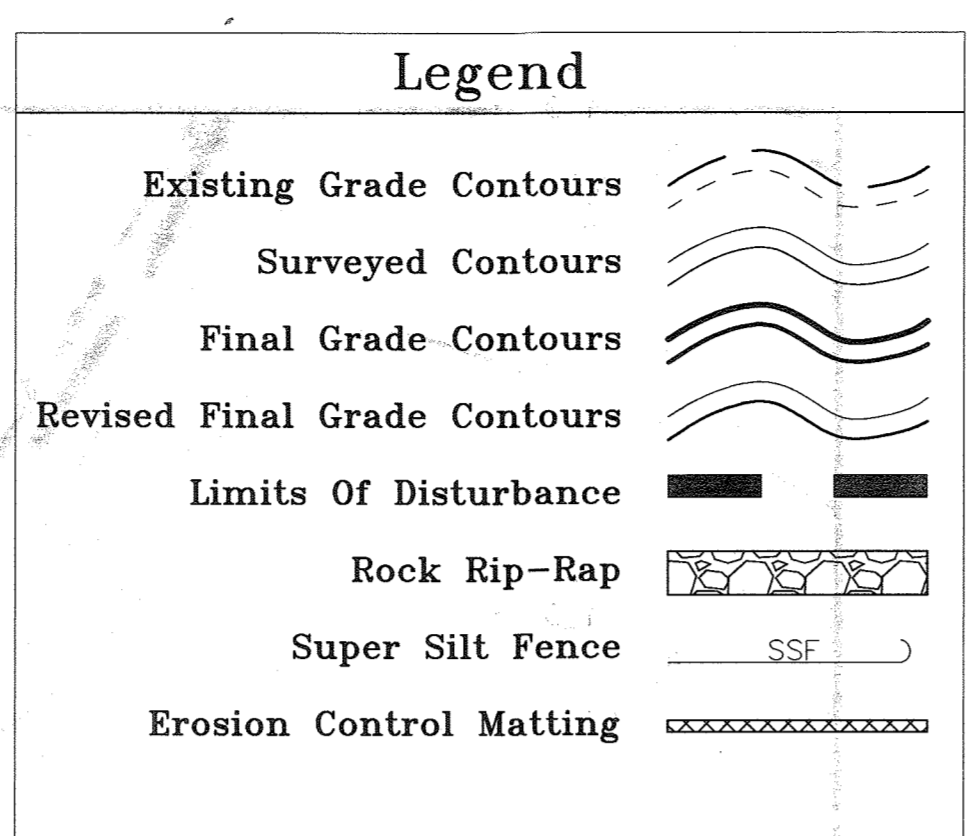 Legend
Existing Grade Contours
Surveyed Contours
Final Grade Contours
Revised Final Grade Contours
Limits Of Disturbance
Rock Rip-Rap
Super Silt Fence SSF
Erosion Control Matting